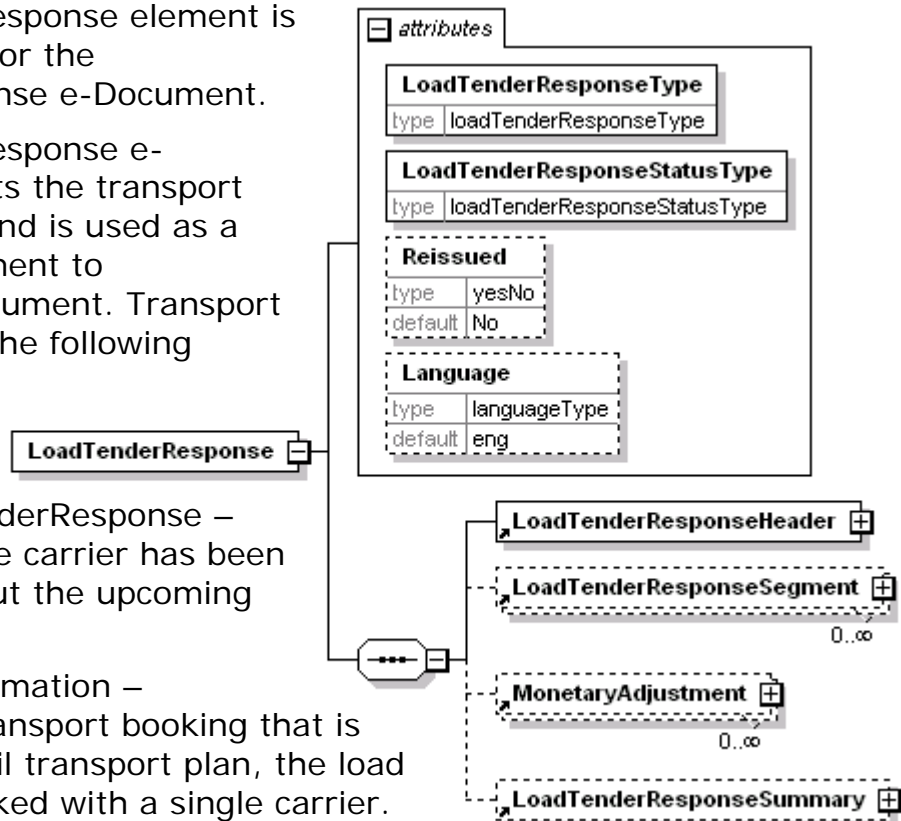 esponse element is
or the
nse e-Document.
esponse e-
ts the transport
nd is used as a
nent to
ument. Transport
he following
derResponse –
e carrier has been
ut the upcoming
mation –
ansport booking that is
il transport plan, the load
ked with a single carrier.
attributes
LoadTenderResponseType
type loadTenderResponseType
LoadTenderResponseStatusType
type loadTenderResponseStatusType
Reissued
type yesNo
default No
Language
type languageType
default eng
LoadTenderResponse
LoadTenderResponseHeader
LoadTenderResponseSegment
0..∞
MonetaryAdjustment
0..∞
LoadTenderResponseSummary